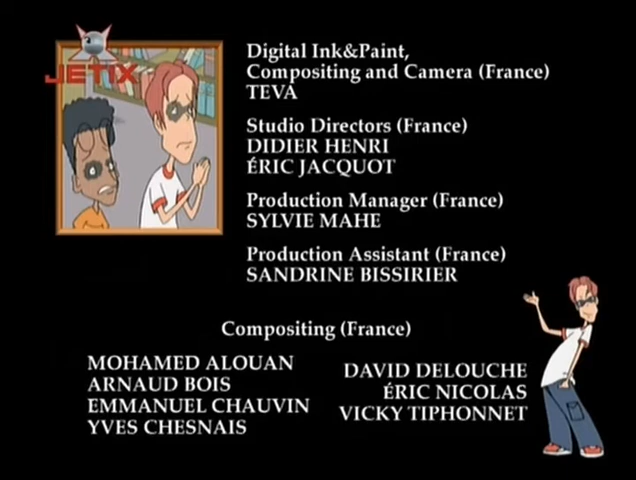 JETIX
Digital Ink&Paint,
Compositing and Camera (France)
TEVA
Studio Directors (France)
DIDIER HENRI
ÉRIC JACQUOT
Production Manager (France)
SYLVIE MAHE
Production Assistant (France)
SANDRINE BISSIRIER
Compositing (France)
MOHAMED ALOUAN
ARNAUD BOIS
EMMANUEL CHAUVIN
YVES CHESNAIS
DAVID DELOUCHE
ÉRIC NICOLAS
VICKY TIPHONNET